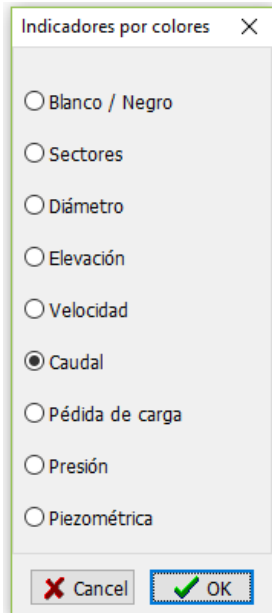 Indicadores por colores
Blanco / Negro
Sectores
Diámetro
Elevación
Velocidad
Caudal
Pédida de carga
Presión
Piezométrica
Cancel OK